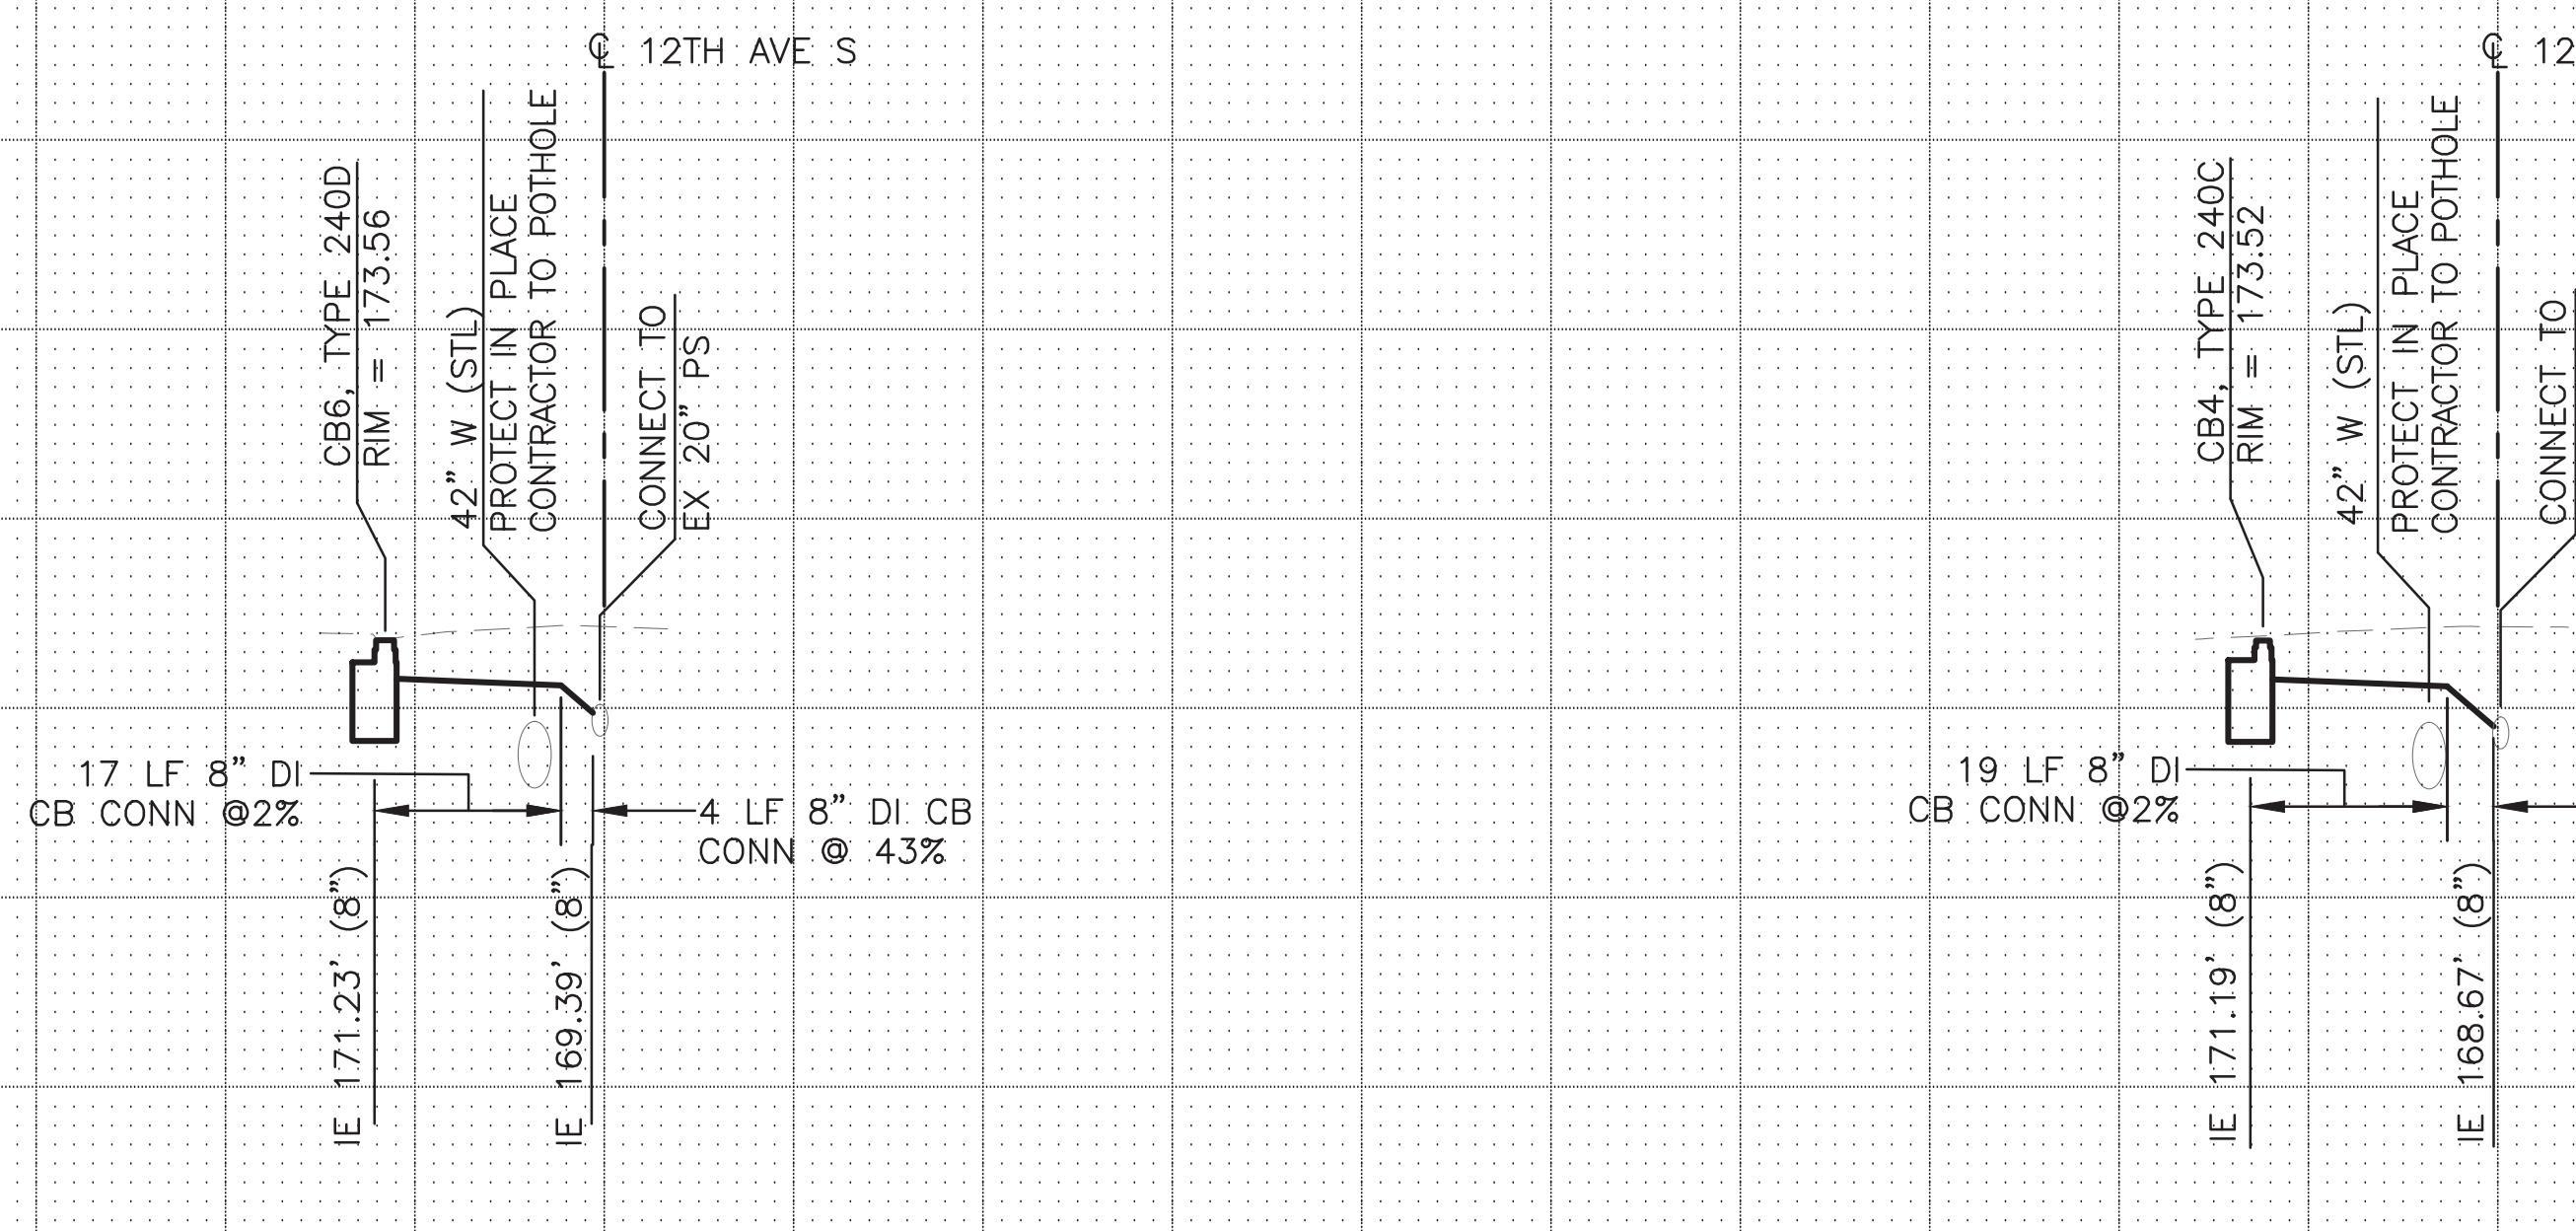 ℄ 12TH AVE S
CB6, TYPE 240D
RIM = 173.56
42" W (STL)
PROTECT IN PLACE
CONTRACTOR TO POTHOLE
CONNECT TO
EX 20" PS
17 LF 8" DI
CB CONN @2%
4 LF 8" DI CB
CONN @ 43%
IE 171.23' (8")
IE 169.39' (8")
℄ 12
CB4, TYPE 240C
RIM = 173.52
42" W (STL)
PROTECT IN PLACE
CONTRACTOR TO POTHOLE
CONNECT TO
19 LF 8" DI
CB CONN @2%
IE 171.19' (8")
IE 168.67' (8")